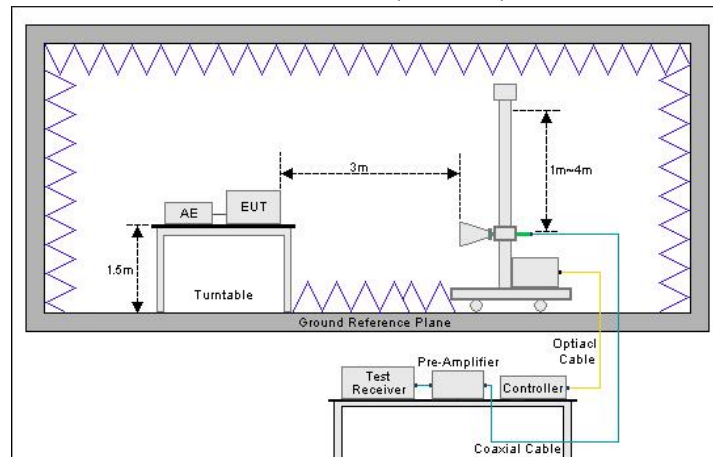 3m
1m~4m
AE
EUT
1.5m
Turntable
Ground Reference Plane
Optiacl
Cable
Pre-Amplifier
Test
Receiver
Controller
Coaxial Cable